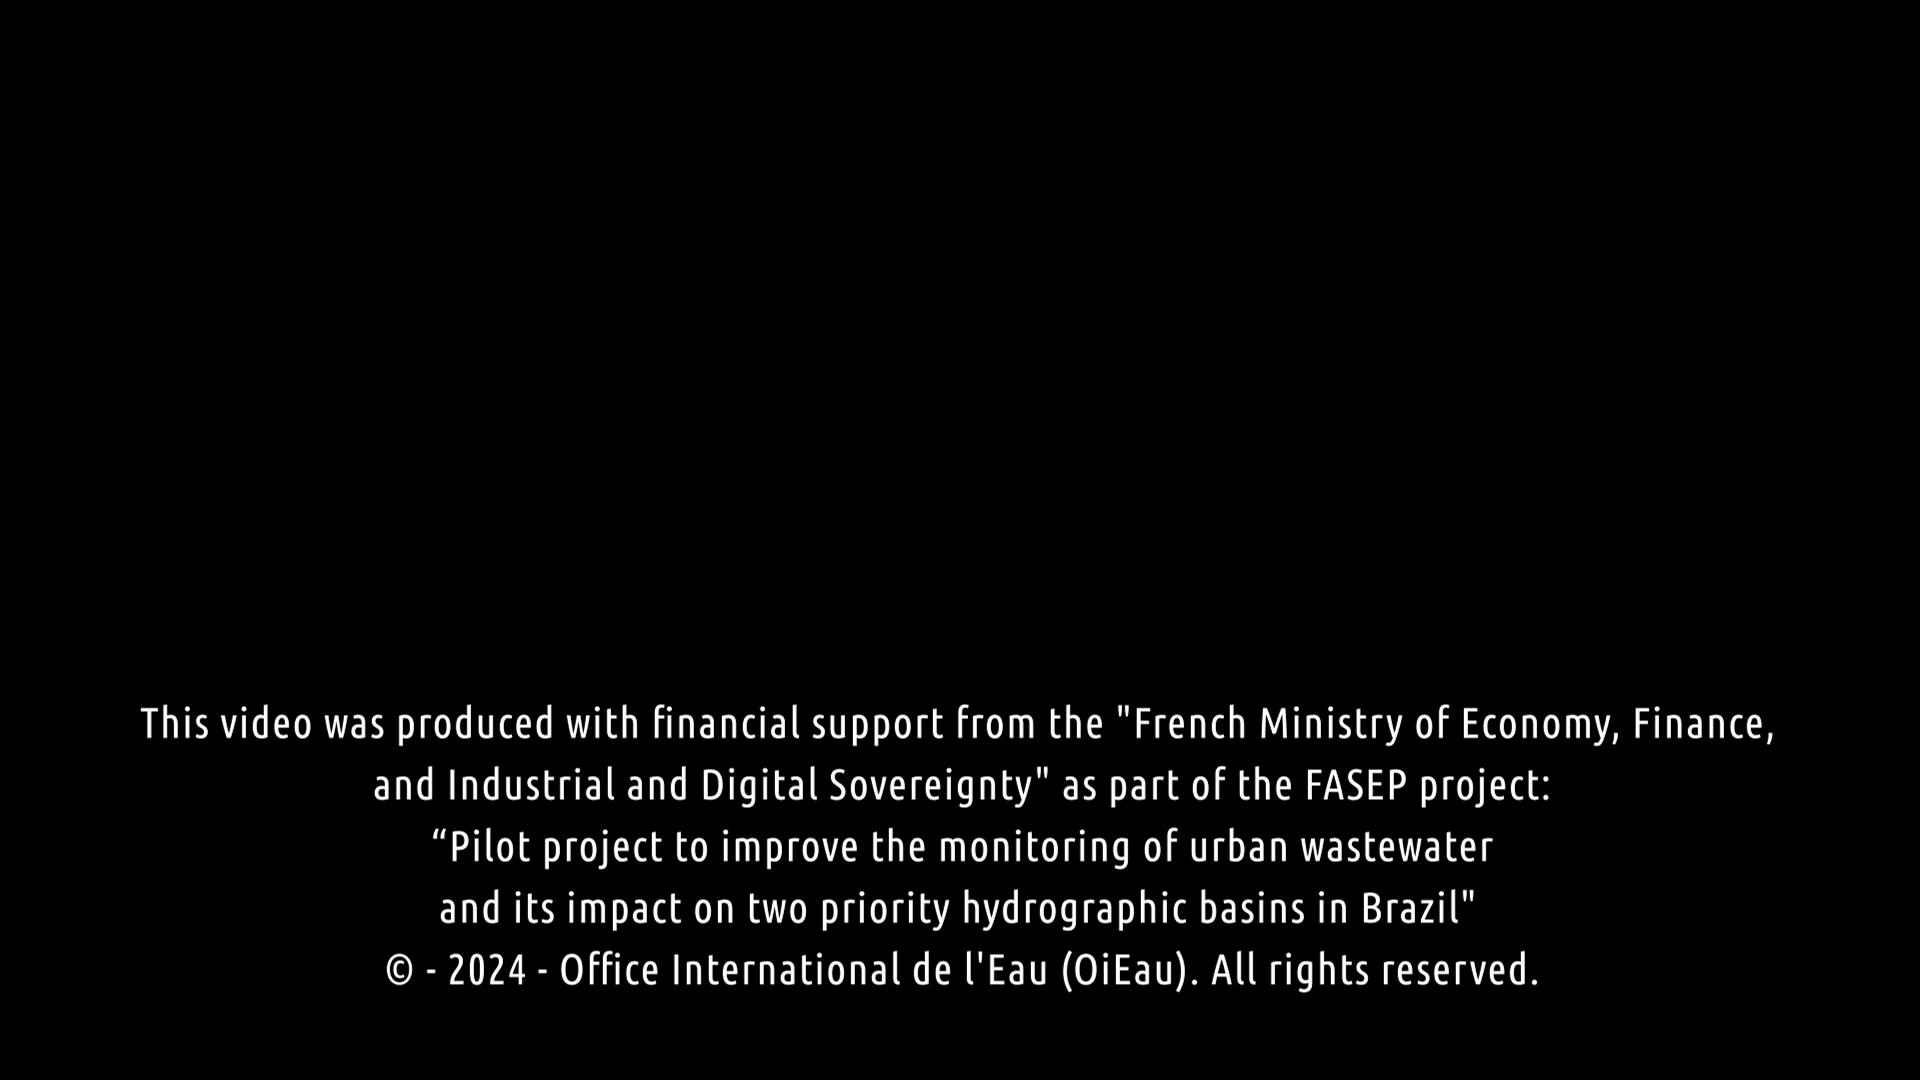 This video was produced with financial support from the "French Ministry of Economy, Finance,
and Industrial and Digital Sovereignty" as part of the FASEP project:
“Pilot project to improve the monitoring of urban wastewater
and its impact on two priority hydrographic basins in Brazil"
© - 2024 - Office International de l'Eau (OiEau). All rights reserved.